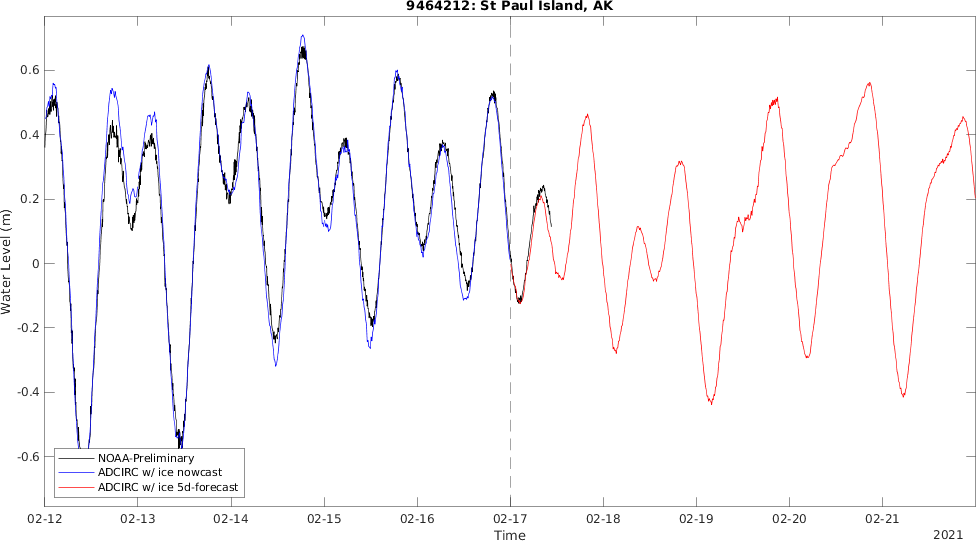 9464212: St Paul Island, AK
Water Level (m)
0.6
0.4
0.2
0
-0.2
-0.4
-0.6
NOAA-Preliminary
ADCIRC w/ ice nowcast
ADCIRC w/ ice 5d-forecast
02-12 02-13 02-14 02-15 02-16 02-17 02-18 02-19 02-20 02-21
Time
2021